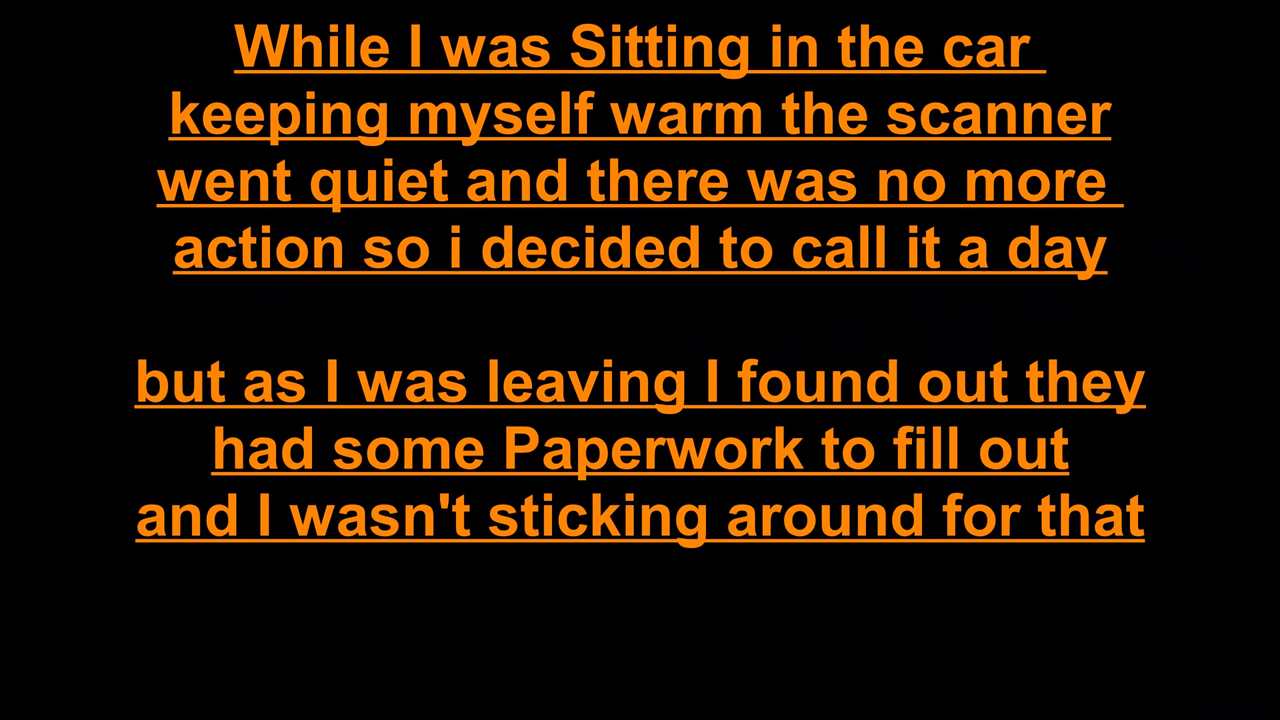 While I was Sitting in the car
keeping myself warm the scanner
went quiet and there was no more
action so i decided to call it a day
but as I was leaving I found out they
had some Paperwork to fill out
and I wasn't sticking around for that